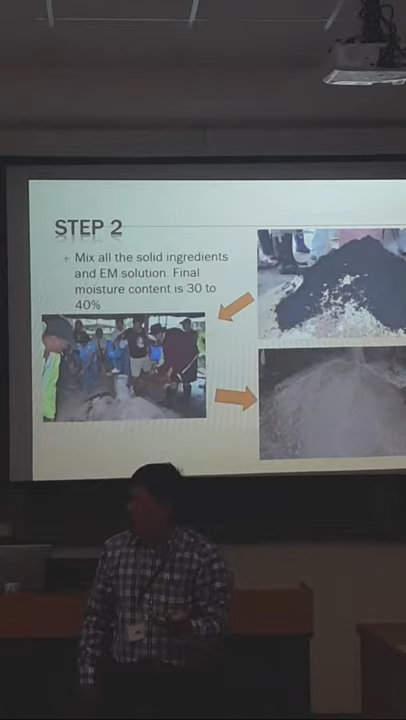 STEP 2
Mix all the solid ingredients
and EM solution. Final
moisture content is 30 to
40%